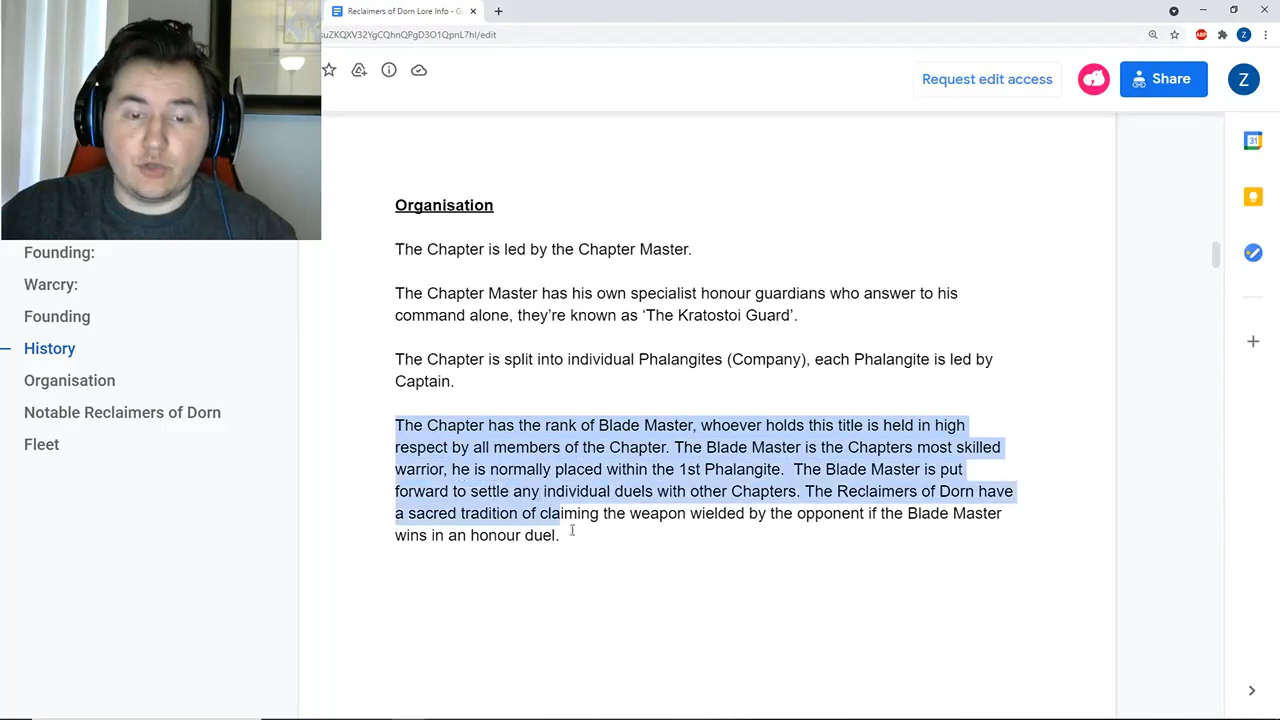 Reclaimers of Dorn Lore Info - G
suZKQXV32YgCQhnQPgD3O1QpnL7hI/edit
ABP
Z
Request edit access
Share
Z
31
Founding:
Warcry:
Founding
History
Organisation
Notable Reclaimers of Dorn
Fleet
Organisation
The Chapter is led by the Chapter Master.
The Chapter Master has his own specialist honour guardians who answer to his
command alone, they're known as ‘The Kratostoi Guard’.
The Chapter is split into individual Phalangites (Company), each Phalangite is led by
Captain.
The Chapter has the rank of Blade Master, whoever holds this title is held in high
respect by all members of the Chapter. The Blade Master is the Chapters most skilled
warrior, he is normally placed within the 1st Phalangite.  The Blade Master is put
forward to settle any individual duels with other Chapters. The Reclaimers of Dorn have
a sacred tradition of claiming the weapon wielded by the opponent if the Blade Master
wins in an honour duel.